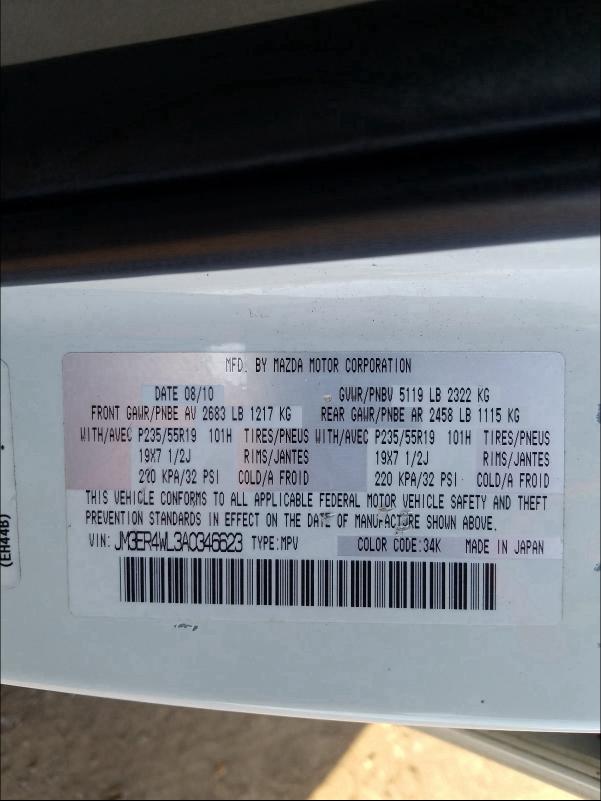 MFD. BY MAZDA MOTOR CORPORATION
DATE 08/10 GVWR/PNBV 5119 LB 2322 KG
FRONT GAWR/PNBE AV 2683 LB 1217 KG REAR GAWR/PNBE AR 2458 LB 1115 KG
WITH/AVEC P235/55R19 101H TIRES/PNEUS WITH/AVEC P235/55R19 101H TIRES/PNEUS
19X7 1/2J RIMS/JANTES 19X7 1/2J RIMS/JANTES
220 KPA/32 PSI COLD/A FROID 220 KPA/32 PSI COLD/A FROID
THIS VEHICLE CONFORMS TO ALL APPLICABLE FEDERAL MOTOR VEHICLE SAFETY AND THEFT
PREVENTION STANDARDS IN EFFECT ON THE DATE OF MANUFACTURE SHOWN ABOVE.
VIN: JM3ER4WL3A0346623 TYPE:MPV COLOR CODE:34K MADE IN JAPAN
(EH44B)